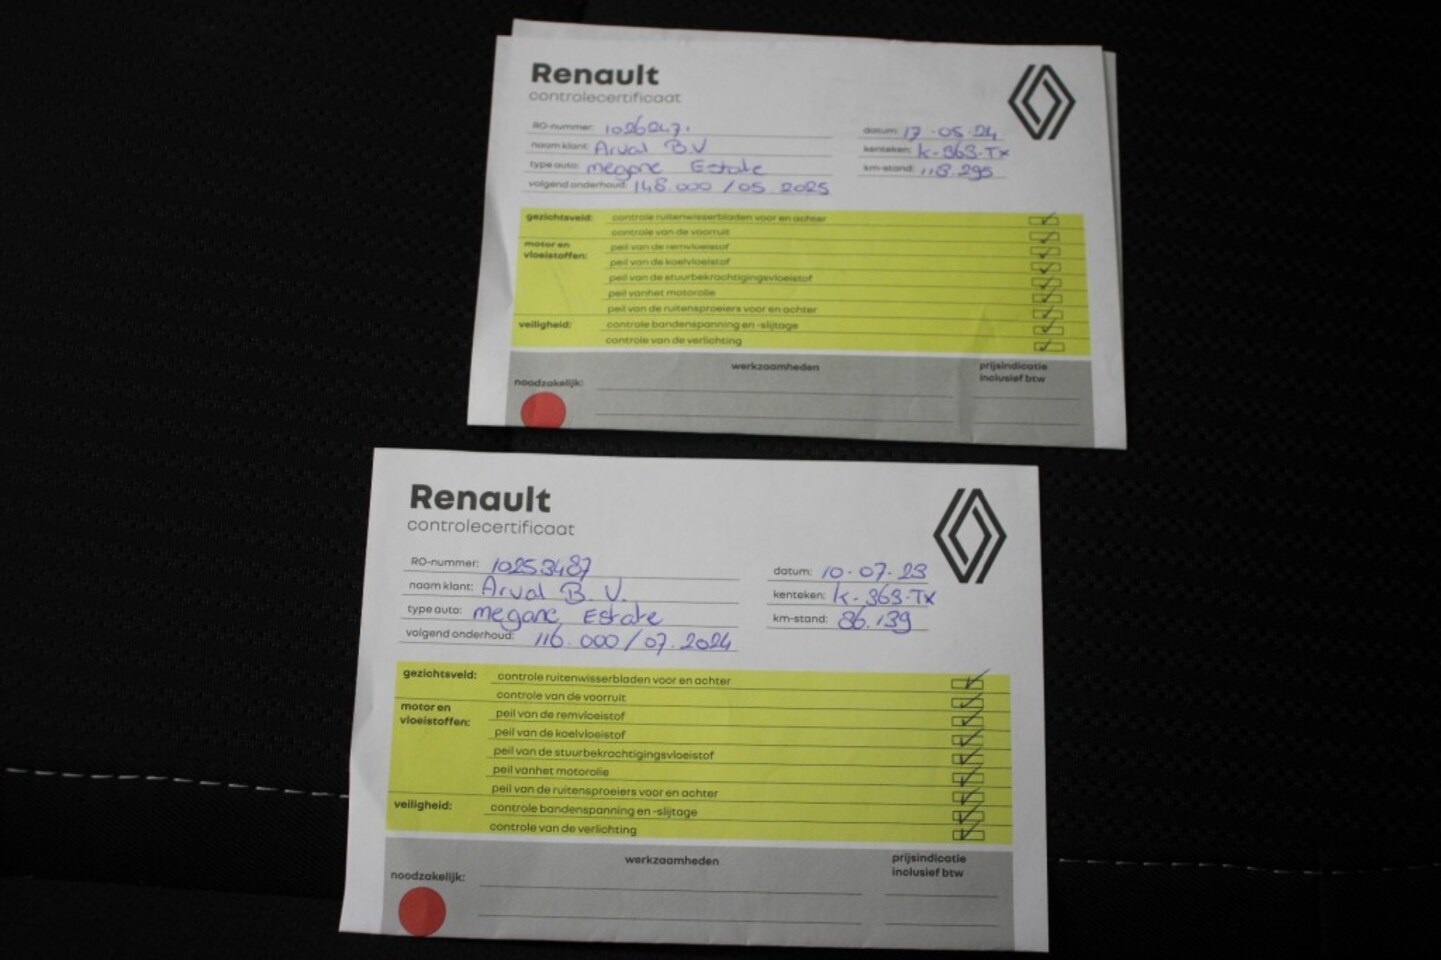 Renault
controlecertificaat
RO-nummer: 1026247. datum: 17-05-24
naam klant: Arval B.V kenteken: K-363-TX
type auto: megane Estate km-stand: 118.295
volgend onderhoud: 148.000 / 05.2025
gezichtsveld: controle ruitenwisserbladen voor en achter
controle van de voorruit
motor en peil van de remvloeistof
vloeistoffen: peil van de koelvloeistof
peil van de stuurbekrachtigingsvloeistof
peil vanhet motorolie
peil van de ruitensproeiers voor en achter
veiligheid: controle bandenspanning en -slijtage
controle van de verlichting
werkzaamheden prijsindicatie
inclusief btw
noodzakelijk:
Renault
controlecertificaat
RO-nummer: 10253487 datum: 10-07-23
naam klant: Arval B.V. kenteken: K-363-TX
type auto: megane Estate km-stand: 86.139
volgend onderhoud: 116.000 / 07.2024
gezichtsveld: controle ruitenwisserbladen voor en achter
controle van de voorruit
motor en peil van de remvloeistof
vloeistoffen: peil van de koelvloeistof
peil van de stuurbekrachtigingsvloeistof
peil vanhet motorolie
peil van de ruitensproeiers voor en achter
veiligheid: controle bandenspanning en -slijtage
controle van de verlichting
werkzaamheden prijsindicatie
inclusief btw
noodzakelijk: